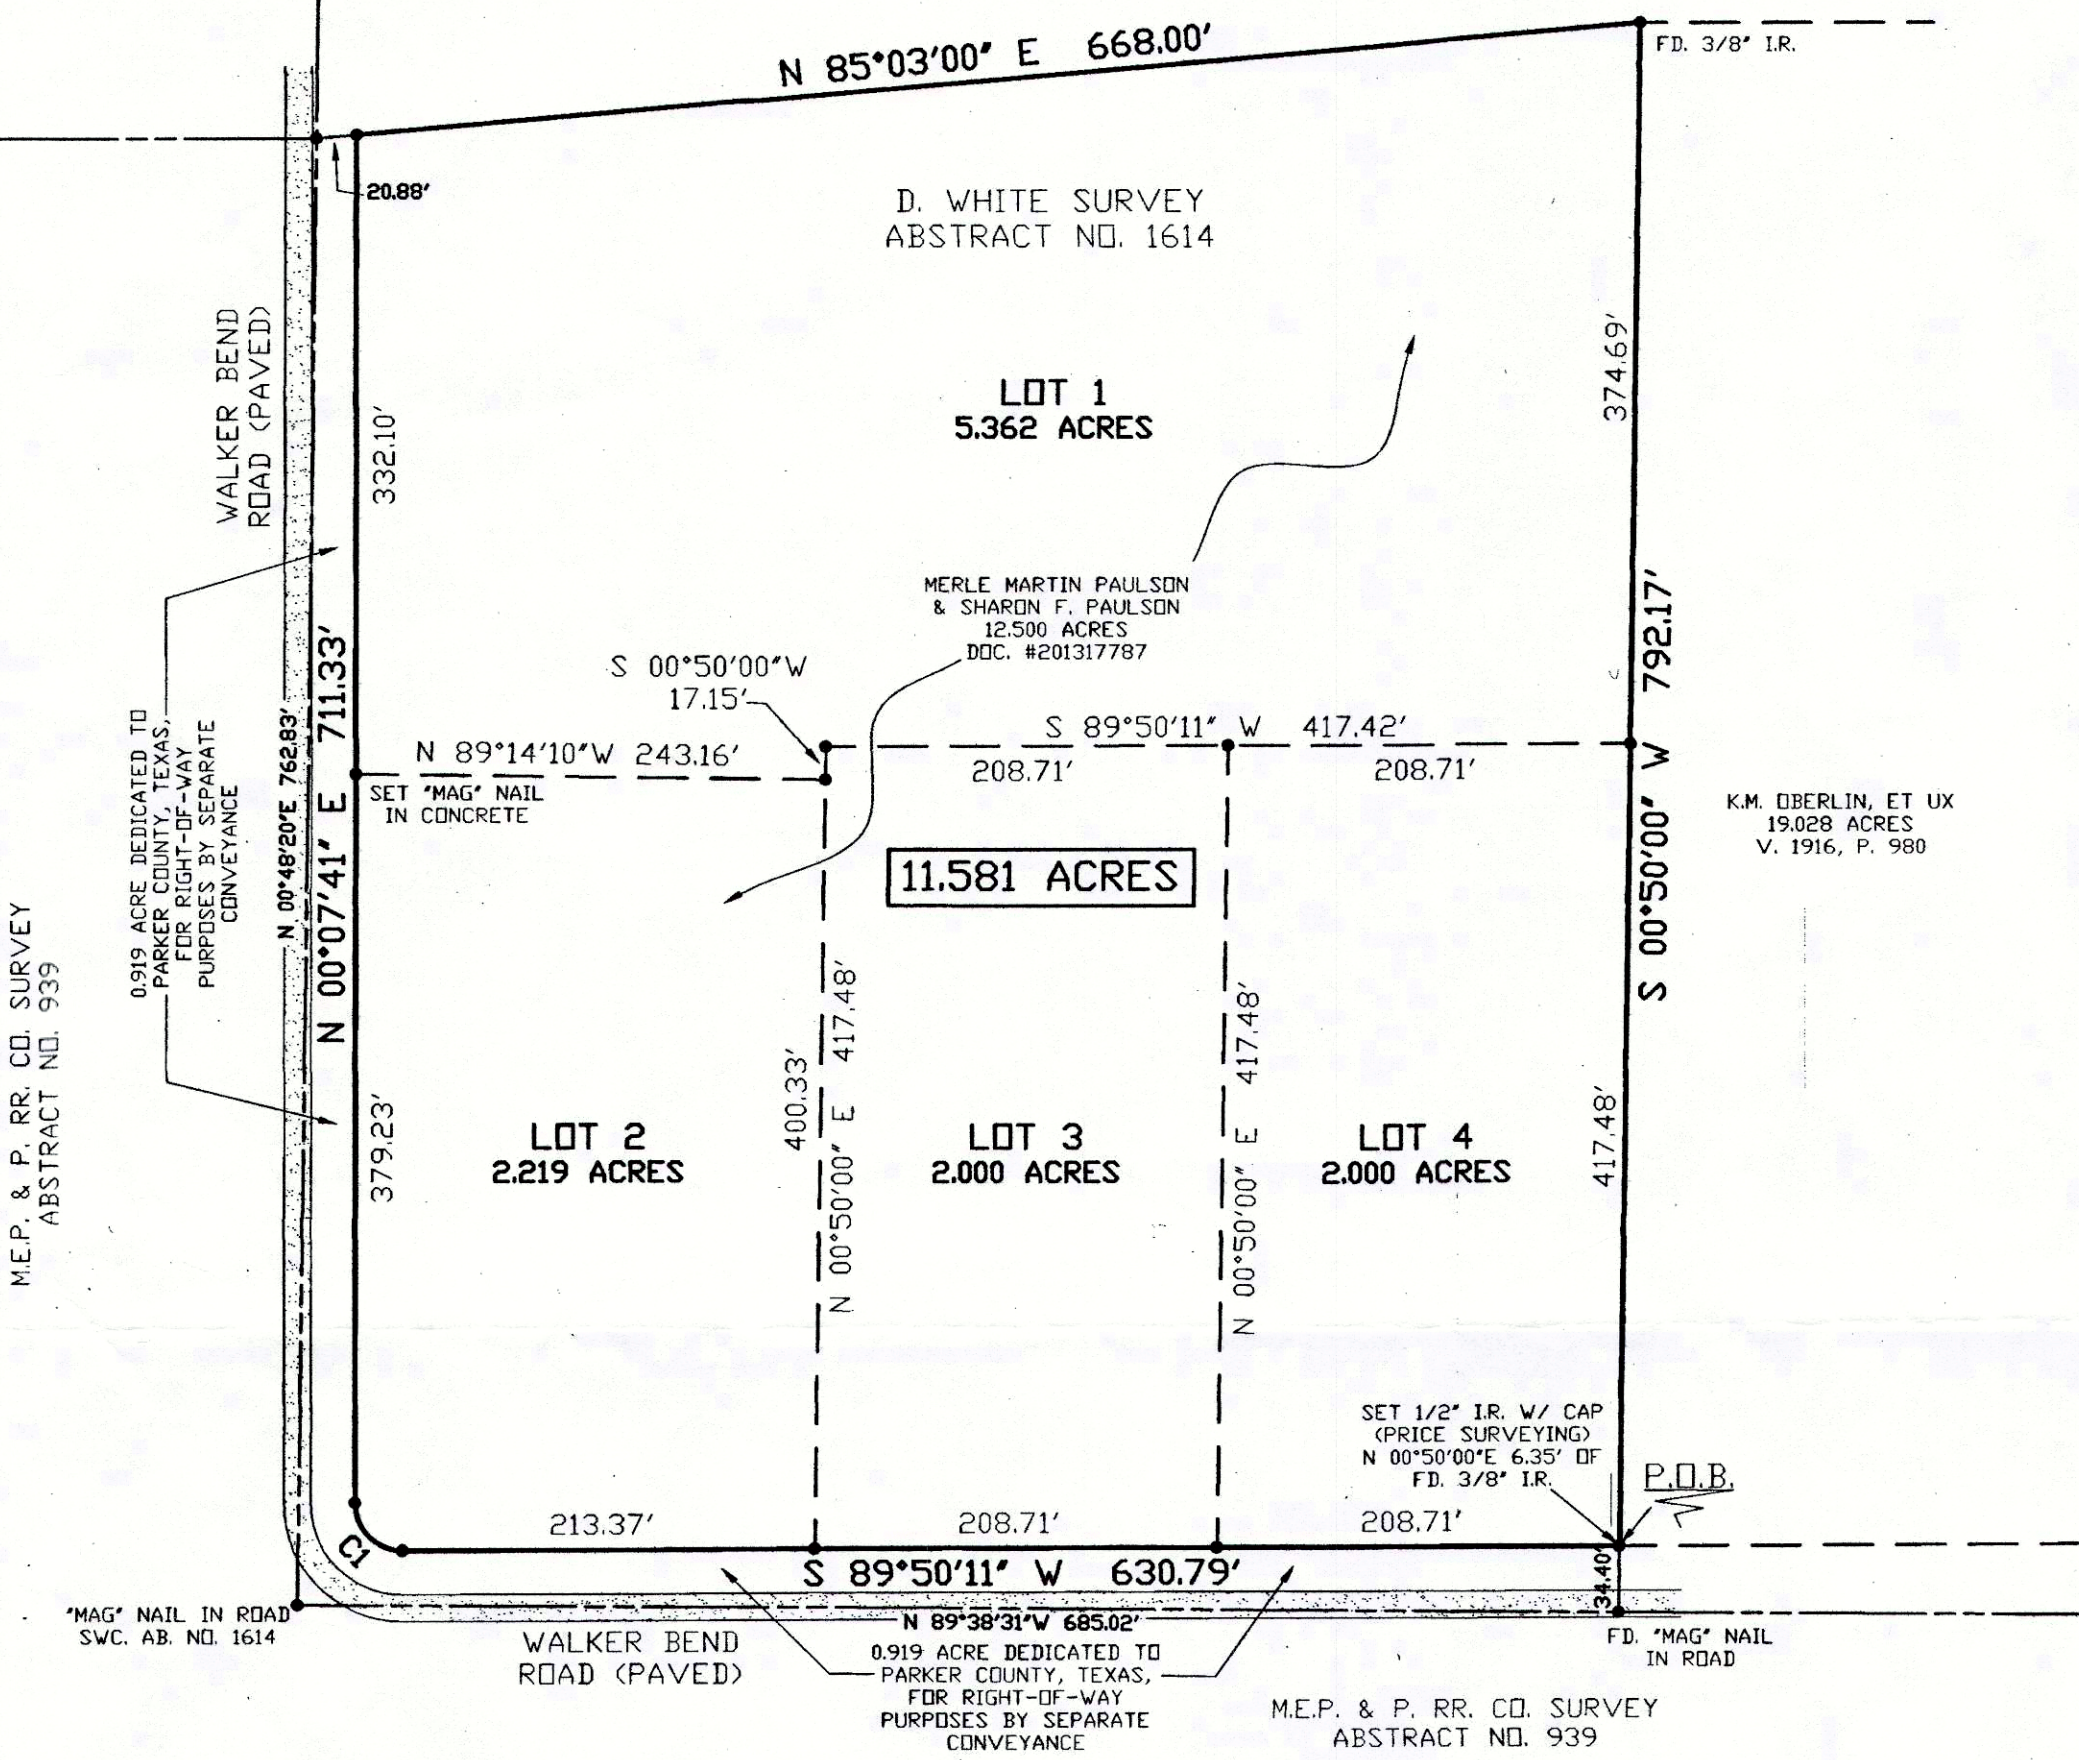 N 85°03'00" E 668.00'
FD. 3/8" I.R.
20.88'
D. WHITE SURVEY
ABSTRACT NO. 1614
WALKER BEND
ROAD (PAVED)
332.10'
LOT 1
5.362 ACRES
374.69'
MERLE MARTIN PAULSON
& SHARON F. PAULSON
12.500 ACRES
DOC. #201317787
S 00°50'00"W
17.15'
S 89°50'11" W 417.42'
208.71'
208.71'
N 89°14'10"W 243.16'
SET "MAG" NAIL
IN CONCRETE
N 00°07'41" E 711.33'
N 00°48'20"E 762.83'
0.919 ACRE DEDICATED TO
PARKER COUNTY, TEXAS,
FOR RIGHT-OF-WAY
PURPOSES BY SEPARATE
CONVEYANCE
M.E.P. & P. RR. CO. SURVEY
ABSTRACT NO. 939
11.581 ACRES
S 00°50'00" W 792.17'
K.M. OBERLIN, ET UX
19.028 ACRES
V. 1916, P. 980
379.23'
LOT 2
2.219 ACRES
400.33'
N 00°50'00" E 417.48'
LOT 3
2.000 ACRES
N 00°50'00" E 417.48'
LOT 4
2.000 ACRES
417.48'
SET 1/2" I.R. W/ CAP
(PRICE SURVEYING)
N 00°50'00"E 6.35' OF
FD. 3/8" I.R.
P.O.B.
C1
213.37'
208.71'
208.71'
S 89°50'11" W 630.79'
34.40'
"MAG" NAIL IN ROAD
SWC. AB. NO. 1614
N 89°38'31"W 685.02'
WALKER BEND
ROAD (PAVED)
0.919 ACRE DEDICATED TO
PARKER COUNTY, TEXAS,
FOR RIGHT-OF-WAY
PURPOSES BY SEPARATE
CONVEYANCE
FD. "MAG" NAIL
IN ROAD
M.E.P. & P. RR. CO. SURVEY
ABSTRACT NO. 939